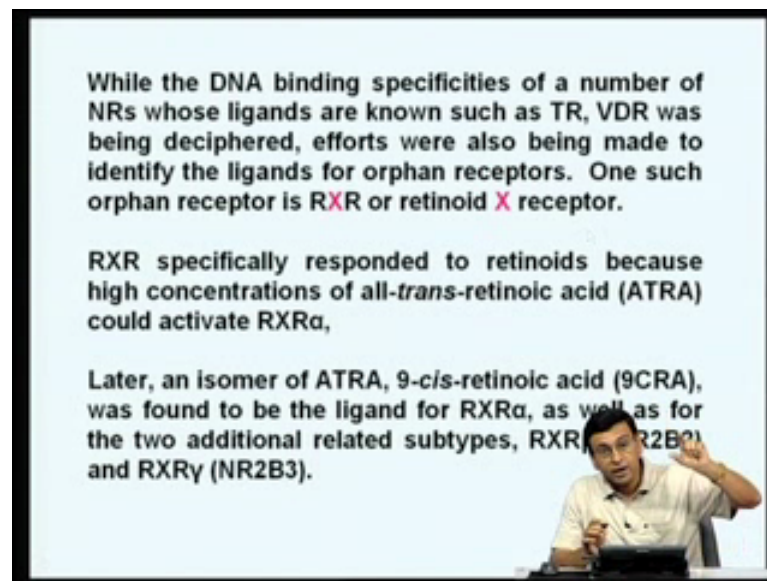 While the DNA binding specificities of a number of
NRs whose ligands are known such as TR, VDR was
being deciphered, efforts were also being made to
identify the ligands for orphan receptors. One such
orphan receptor is RXR or retinoid X receptor.
RXR specifically responded to retinoids because
high concentrations of all-trans-retinoic acid (ATRA)
could activate RXRα,
Later, an isomer of ATRA, 9-cis-retinoic acid (9CRA),
was found to be the ligand for RXRα, as well as for
the two additional related subtypes,
and RXRγ (NR2B3).